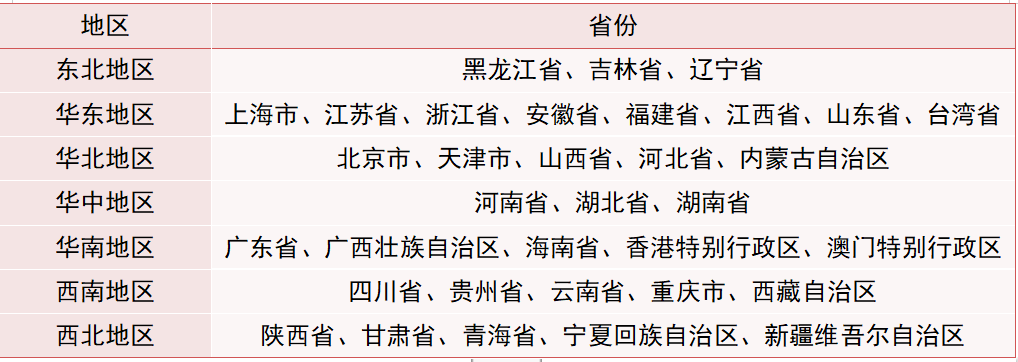 地区 省份
东北地区 黑龙江省、吉林省、辽宁省
华东地区 上海市、江苏省、浙江省、安徽省、福建省、江西省、山东省、台湾省
华北地区 北京市、天津市、山西省、河北省、内蒙古自治区
华中地区 河南省、湖北省、湖南省
华南地区 广东省、广西壮族自治区、海南省、香港特别行政区、澳门特别行政区
西南地区 四川省、贵州省、云南省、重庆市、西藏自治区
西北地区 陕西省、甘肃省、青海省、宁夏回族自治区、新疆维吾尔自治区